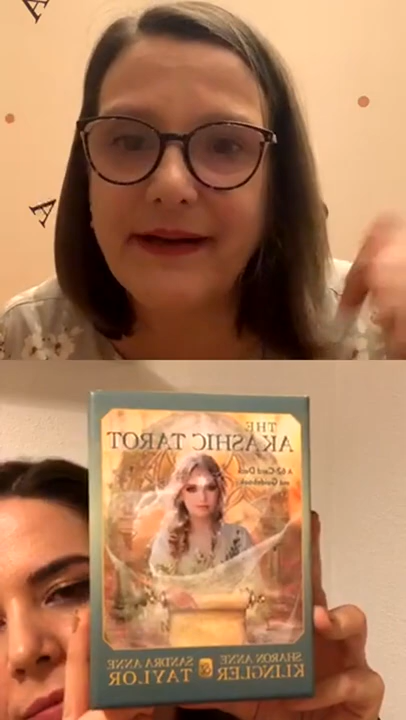 A
A
THE
AKASHIC TAROT
A 62-Card Deck
and Guidebook
SHARON ANNE
KLINGLER
SANDRA ANNE
TAYLOR